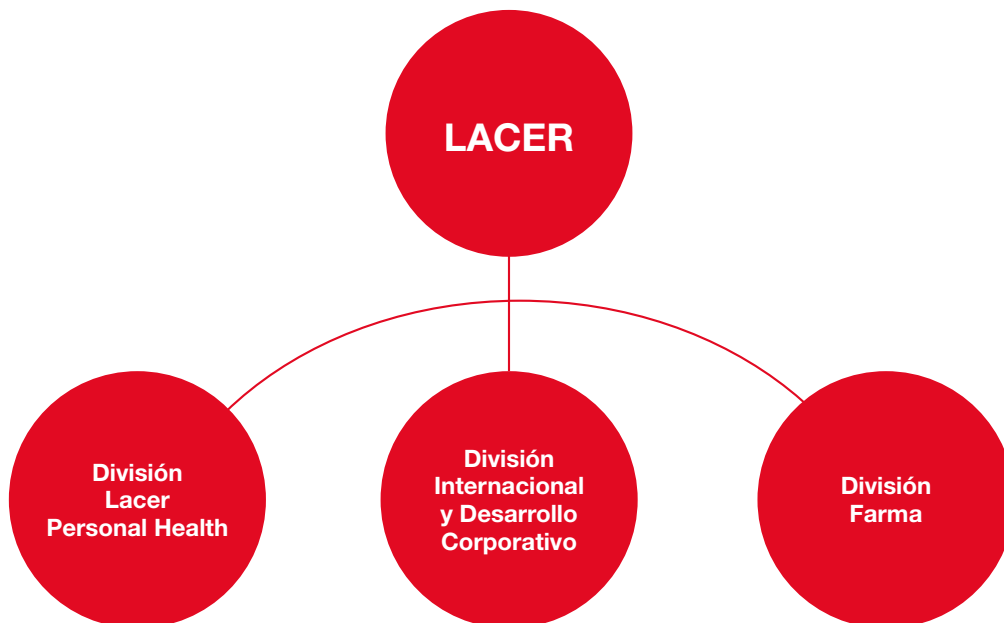 LACER
División
Lacer
Personal Health
División
Internacional
y Desarrollo
Corporativo
División
Farma